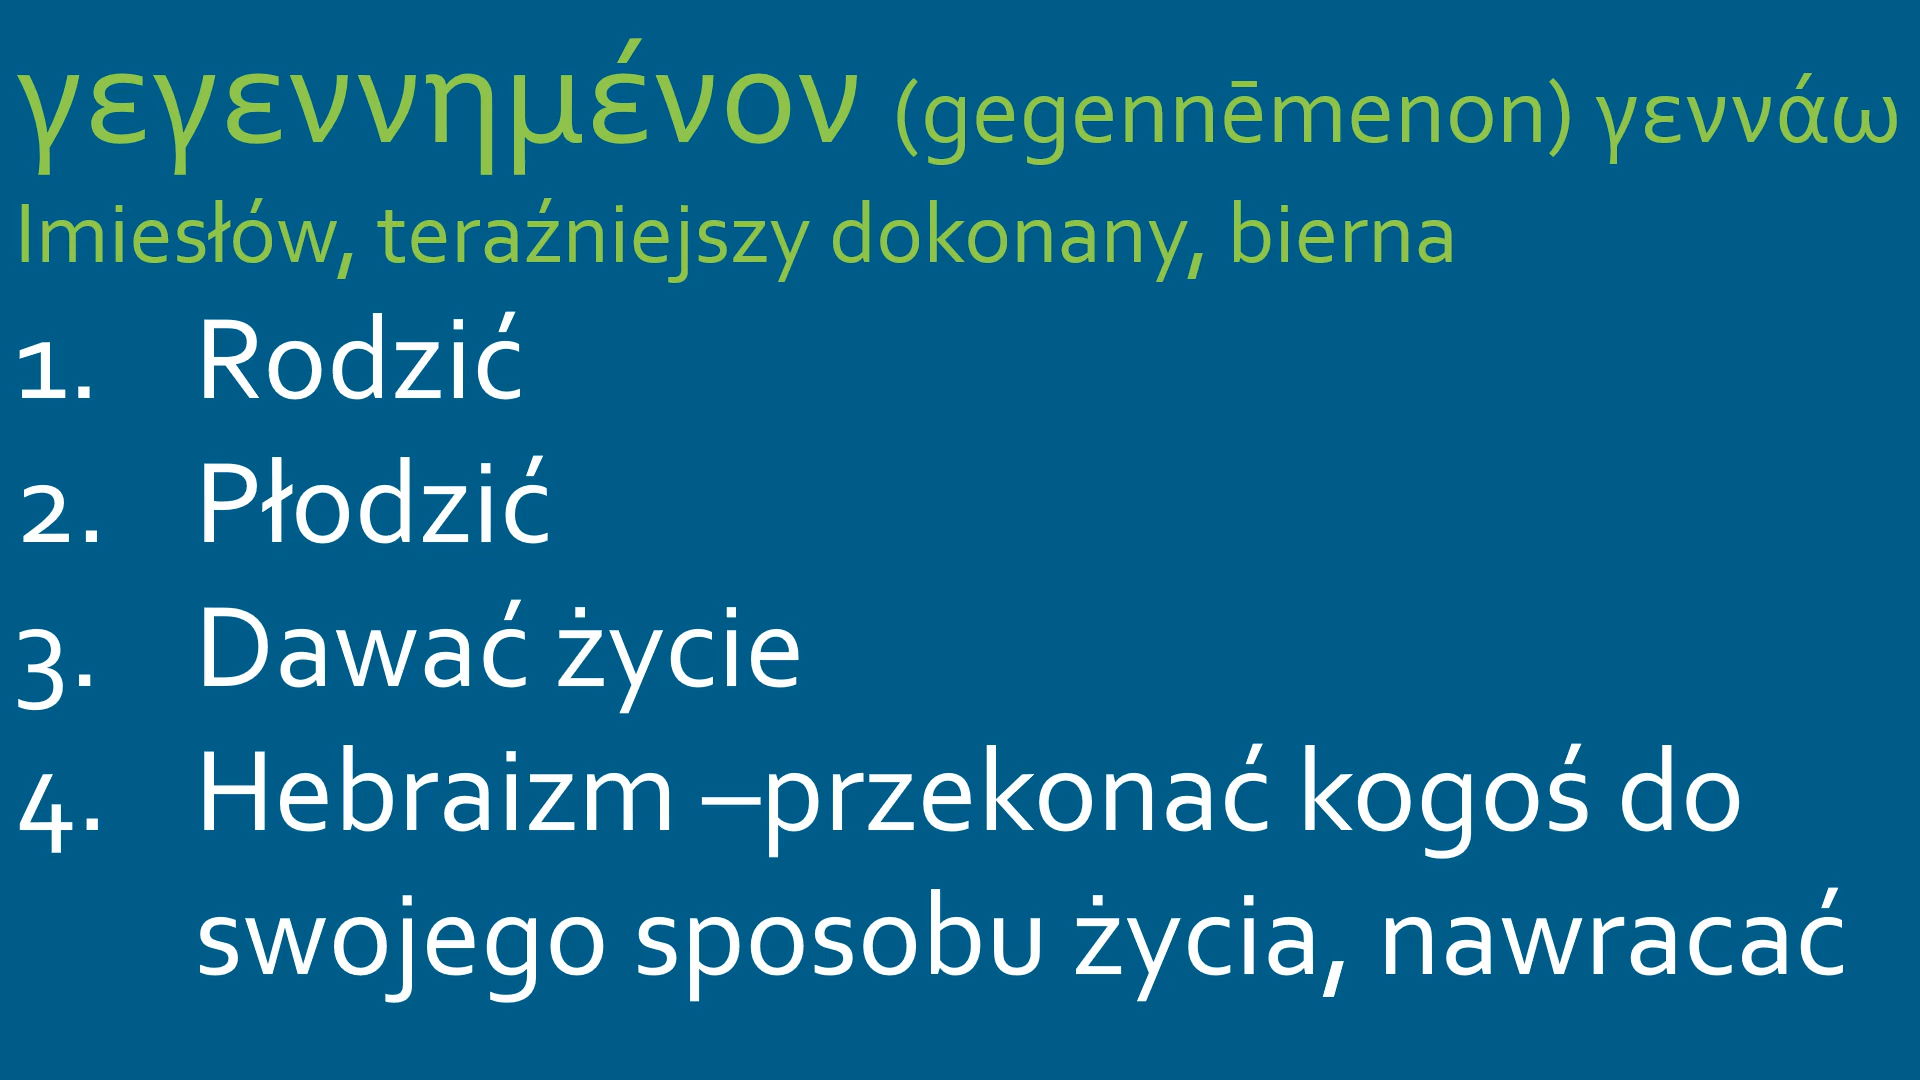 γεγεννημένον (gegennēmenon) γεννάω
Imiesłów, teraźniejszy dokonany, bierna
1. Rodzić
2. Płodzić
3. Dawać życie
4. Hebraizm –przekonać kogoś do
swojego sposobu życia, nawracać